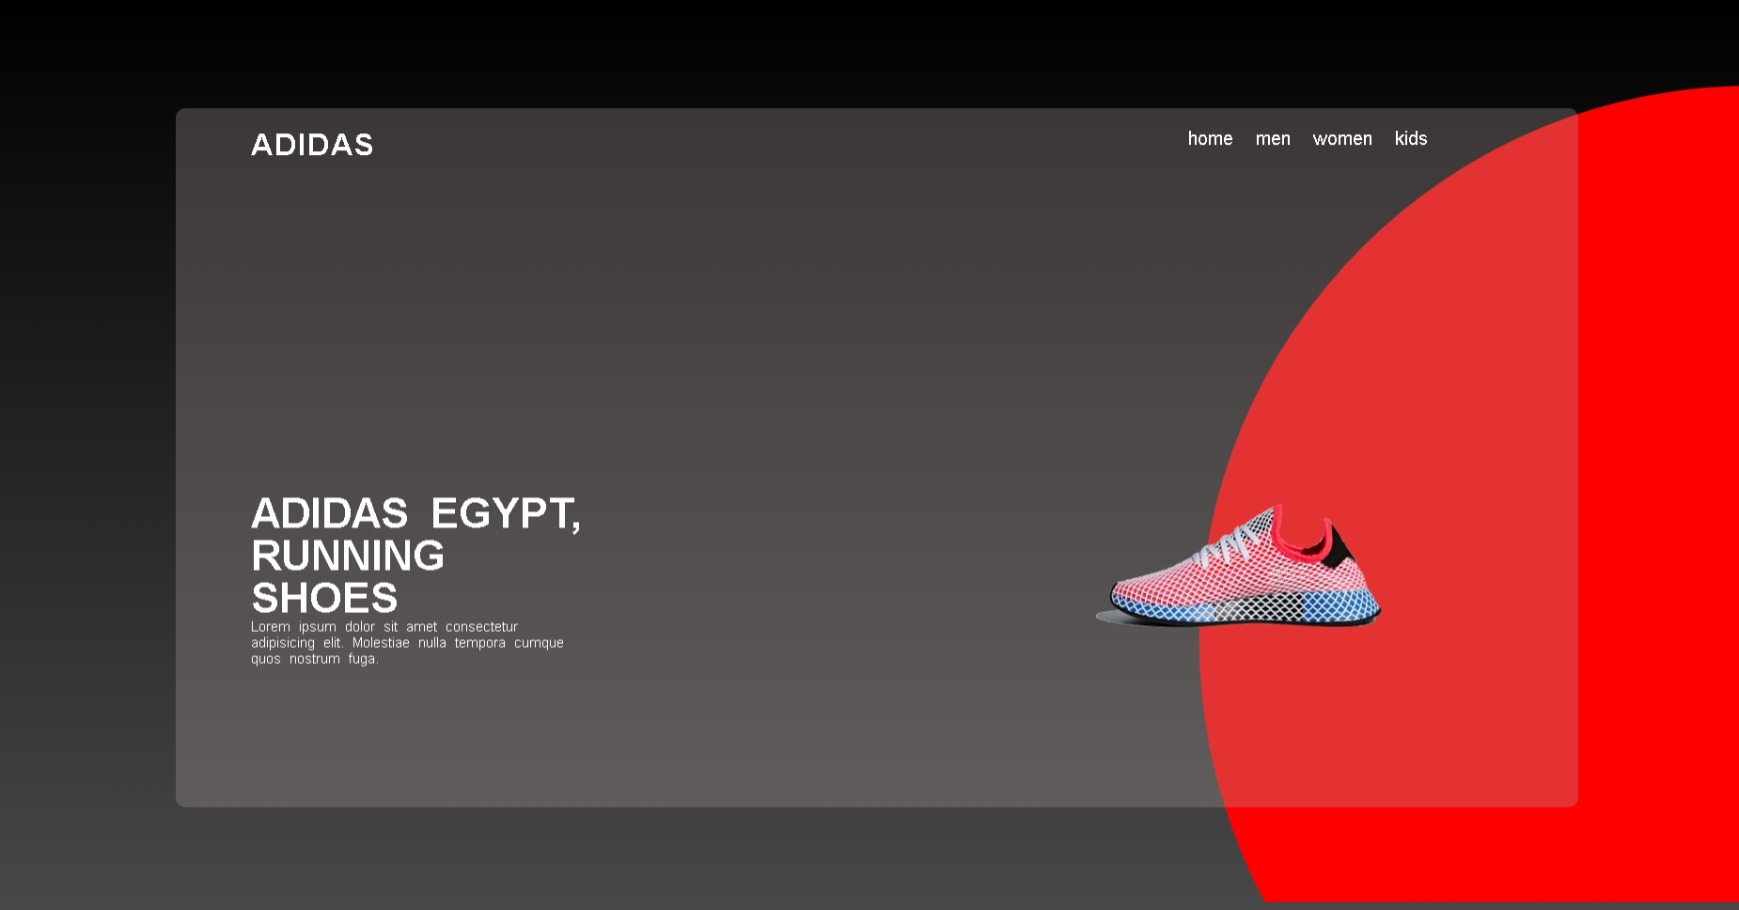 ADIDAS
home men women kids
ADIDAS EGYPT,
RUNNING
SHOES
Lorem ipsum dolor sit amet consectetur
adipisicing elit. Molestiae nulla tempora cumque
quos nostrum fuga.